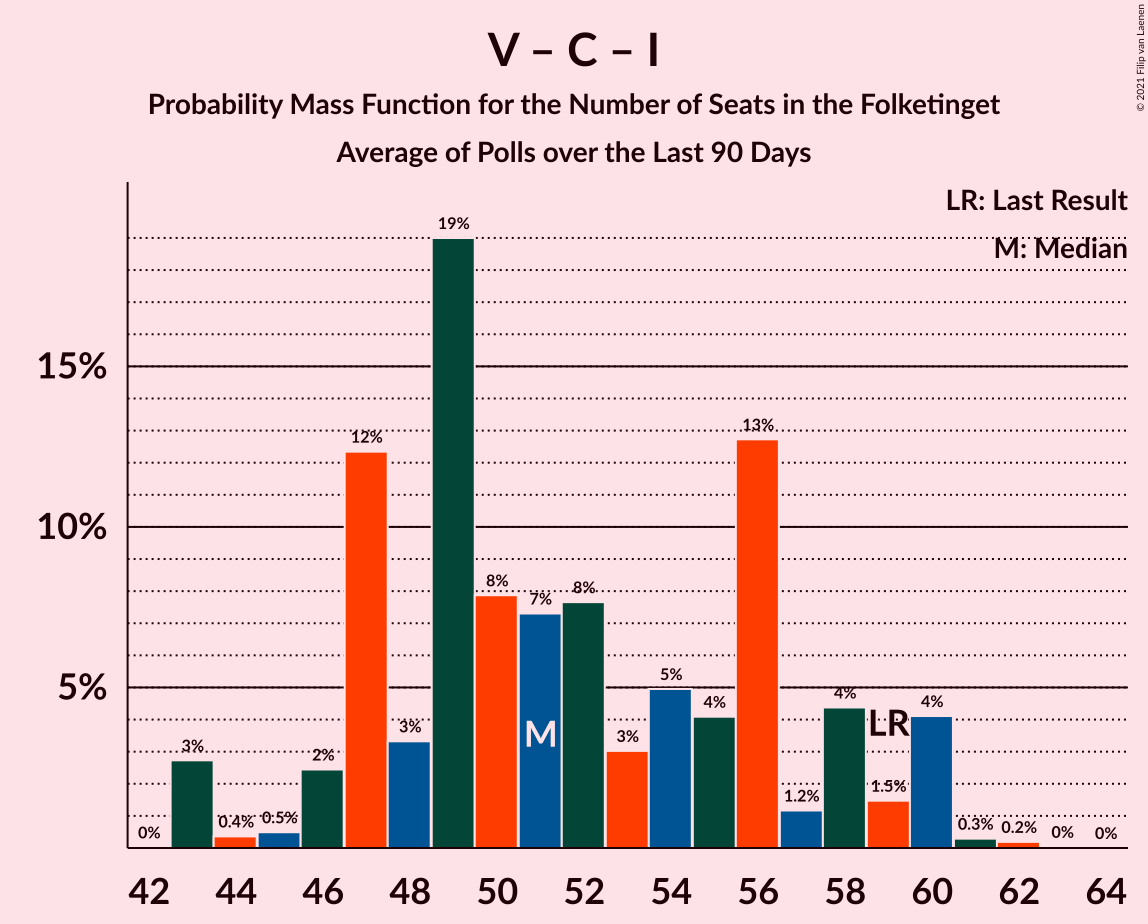 V – C – I
Probability Mass Function for the Number of Seats in the Folketinget
Average of Polls over the Last 90 Days
© 2021 Filip van Laenen
LR: Last Result
M: Median
15%
10%
5%
0%
3%
0.4%
0.5%
2%
12%
3%
19%
8%
7%
8%
3%
5%
4%
13%
1.2%
4%
1.5%
4%
0.3%
0.2%
0%
0%
M
LR
42 44 46 48 50 52 54 56 58 60 62 64